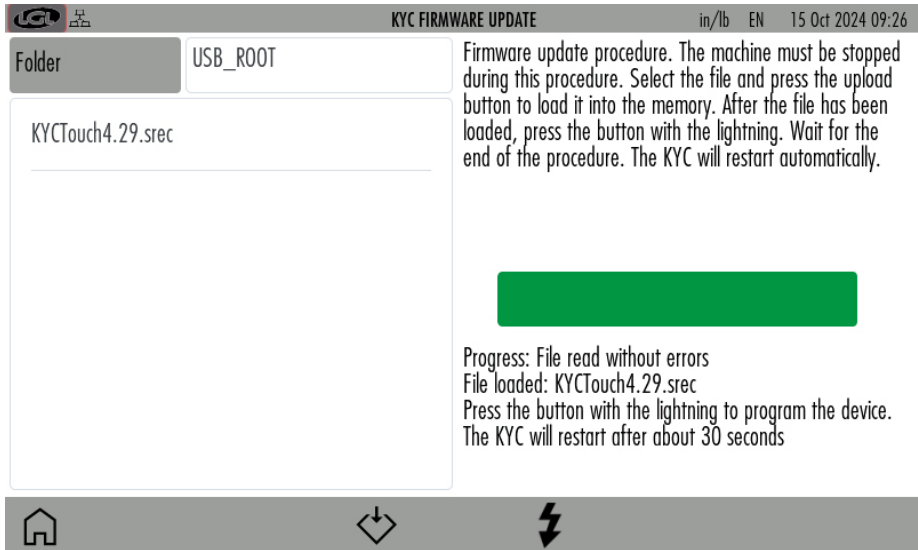 LGL KYC FIRMWARE UPDATE in/lb EN 15 Oct 2024 09:26
Folder USB_ROOT
KYCTouch4.29.srec
Firmware update procedure. The machine must be stopped
during this procedure. Select the file and press the upload
button to load it into the memory. After the file has been
loaded, press the button with the lightning. Wait for the
end of the procedure. The KYC will restart automatically.
Progress: File read without errors
File loaded: KYCTouch4.29.srec
Press the button with the lightning to program the device.
The KYC will restart after about 30 seconds